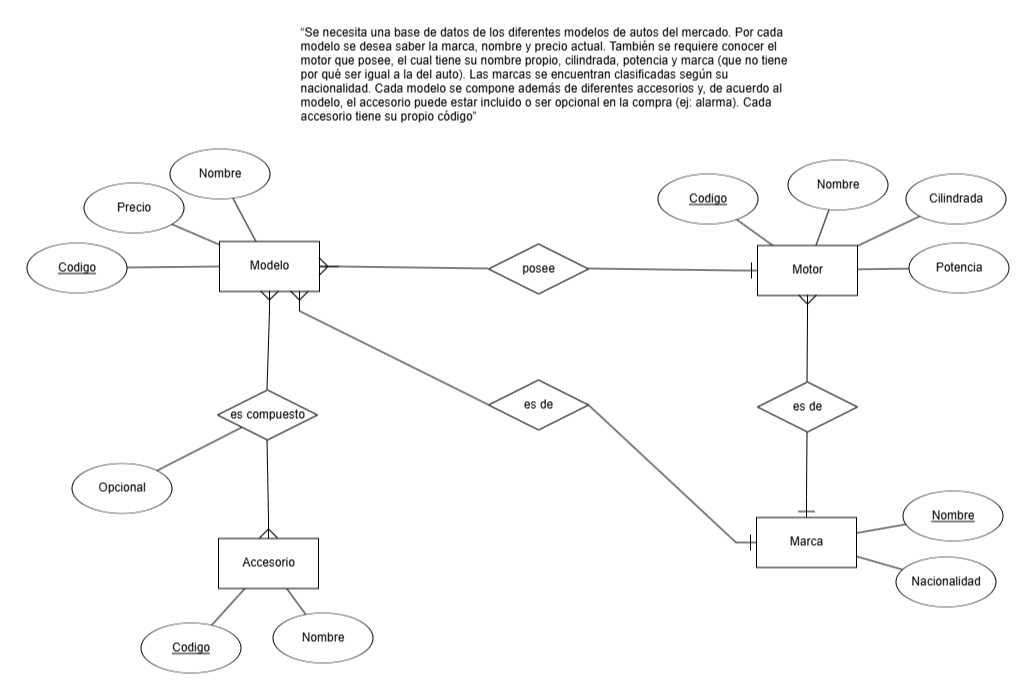 "Se necesita una base de datos de los diferentes modelos de autos del mercado. Por cada
modelo se desea saber la marca, nombre y precio actual. También se requiere conocer el
motor que posee, el cual tiene su nombre propio, cilindrada, potencia y marca (que no tiene
por qué ser igual a la del auto). Las marcas se encuentran clasificadas según su
nacionalidad. Cada modelo se compone además de diferentes accesorios y, de acuerdo al
modelo, el accesorio puede estar incluido o ser opcional en la compra (ej: alarma). Cada
accesorio tiene su propio código"
Nombre
Precio
Codigo
Modelo
posee
Codigo
Nombre
Cilindrada
Motor
Potencia
es compuesto
es de
es de
Opcional
Accesorio
Marca
Nombre
Nacionalidad
Codigo
Nombre